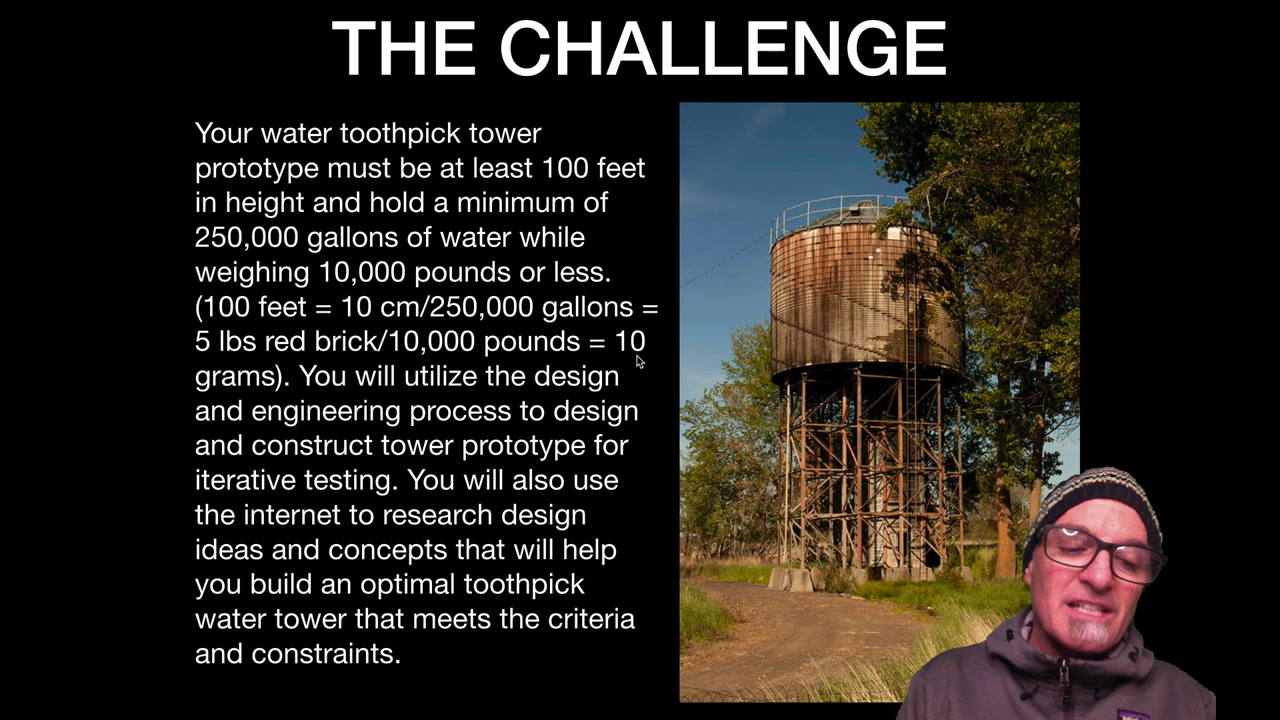 THE CHALLENGE
Your water toothpick tower
prototype must be at least 100 feet
in height and hold a minimum of
250,000 gallons of water while
weighing 10,000 pounds or less.
(100 feet = 10 cm/250,000 gallons =
5 lbs red brick/10,000 pounds = 10
grams). You will utilize the design
and engineering process to design
and construct tower prototype for
iterative testing. You will also use
the internet to research design
ideas and concepts that will help
you build an optimal toothpick
water tower that meets the criteria
and constraints.